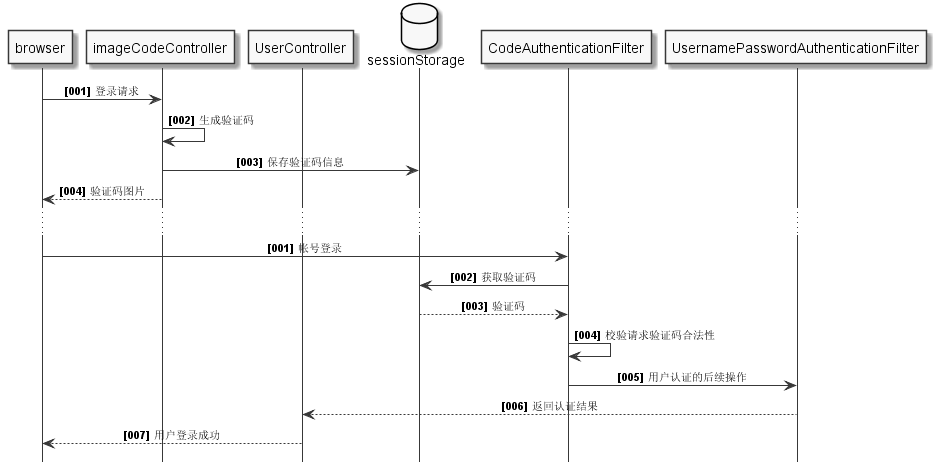 browser
imageCodeController
UserController
sessionStorage
CodeAuthenticationFilter
UsernamePasswordAuthenticationFilter
[001] 登录请求
[002] 生成验证码
[003] 保存验证码信息
[004] 验证码图片
[001] 帐号登录
[002] 获取验证码
[003] 验证码
[004] 校验请求验证码合法性
[005] 用户认证的后续操作
[006] 返回认证结果
[007] 用户登录成功